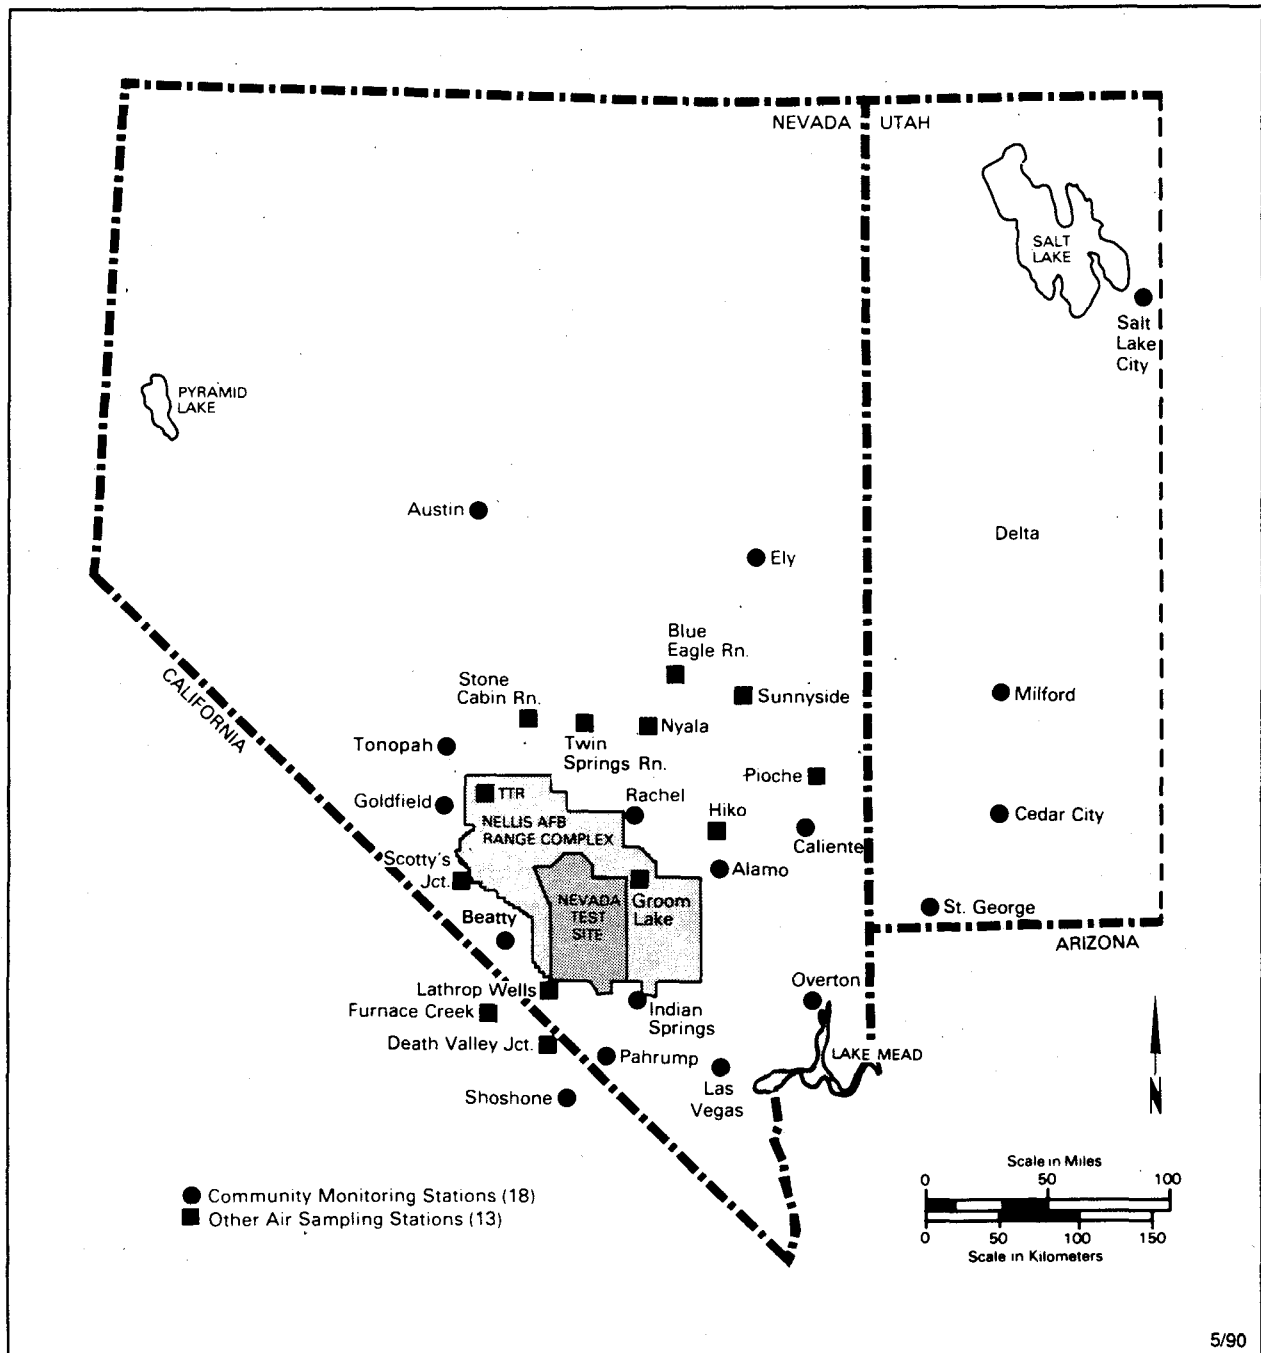 NEVADA
UTAH
SALT
LAKE
Salt
Lake
City
PYRAMID
LAKE
Austin
Delta
Ely
Blue
Eagle Rn.
CALIFORNIA
Stone
Cabin Rn.
Sunnyside
Milford
Nyala
Tonopah
Twin
Springs Rn.
Pioche
Goldfield
TTR
Rachel
Hiko
Cedar City
NELLIS AFB
RANGE COMPLEX
Caliente
Scotty's
Jct.
Alamo
NEVADA
TEST
SITE
Groom
Lake
St. George
Beatty
ARIZONA
Lathrop Wells
Overton
Furnace Creek
Indian
Springs
Death Valley Jct.
Pahrump
LAKE MEAD
Las
Vegas
Shoshone
N
Scale in Miles
0 50 100
0 50 100 150
Scale in Kilometers
Community Monitoring Stations (18)
Other Air Sampling Stations (13)
5/90